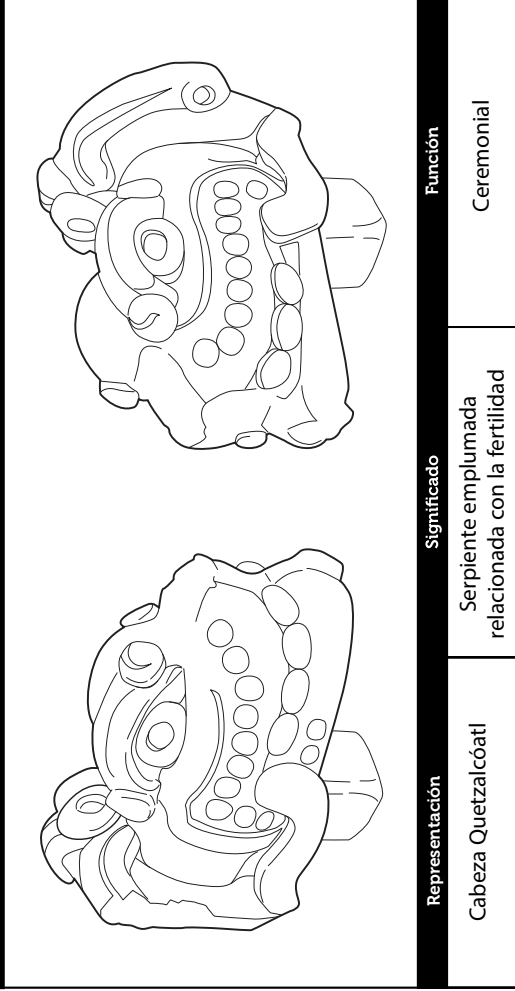 Representación
Significado
Función
Cabeza Quetzalcóatl
Serpiente emplumada
relacionada con la fertilidad
Ceremonial